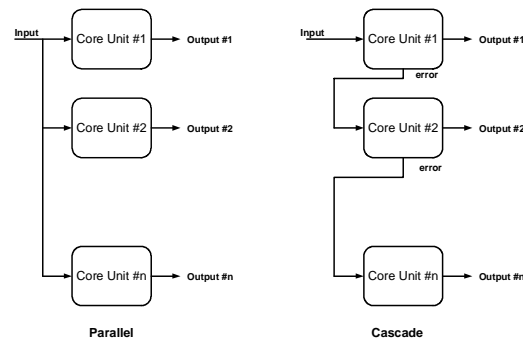 Input
Core Unit #1
Output #1
Core Unit #2
Output #2
Core Unit #n
Output #n
Parallel
Input
Core Unit #1
Output #1
error
Core Unit #2
Output #2
error
Core Unit #n
Output #n
Cascade